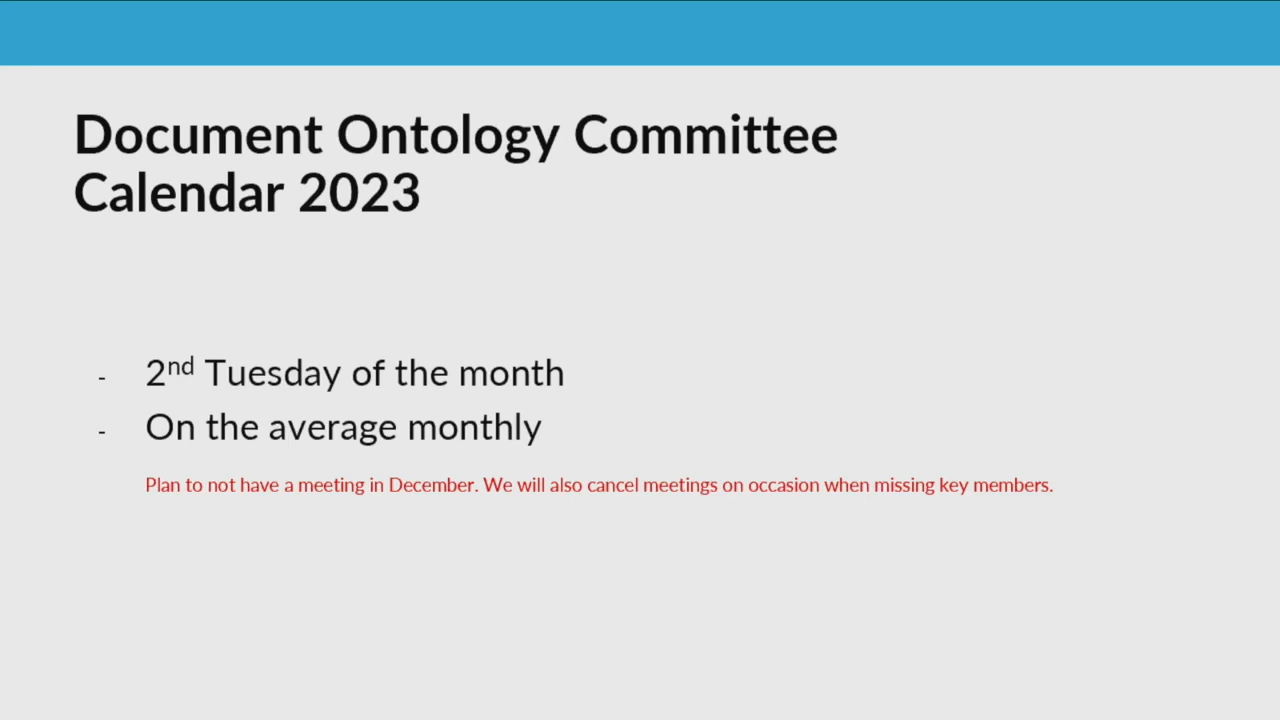 Document Ontology Committee
Calendar 2023
- 2nd Tuesday of the month
- On the average monthly
Plan to not have a meeting in December. We will also cancel meetings on occasion when missing key members.